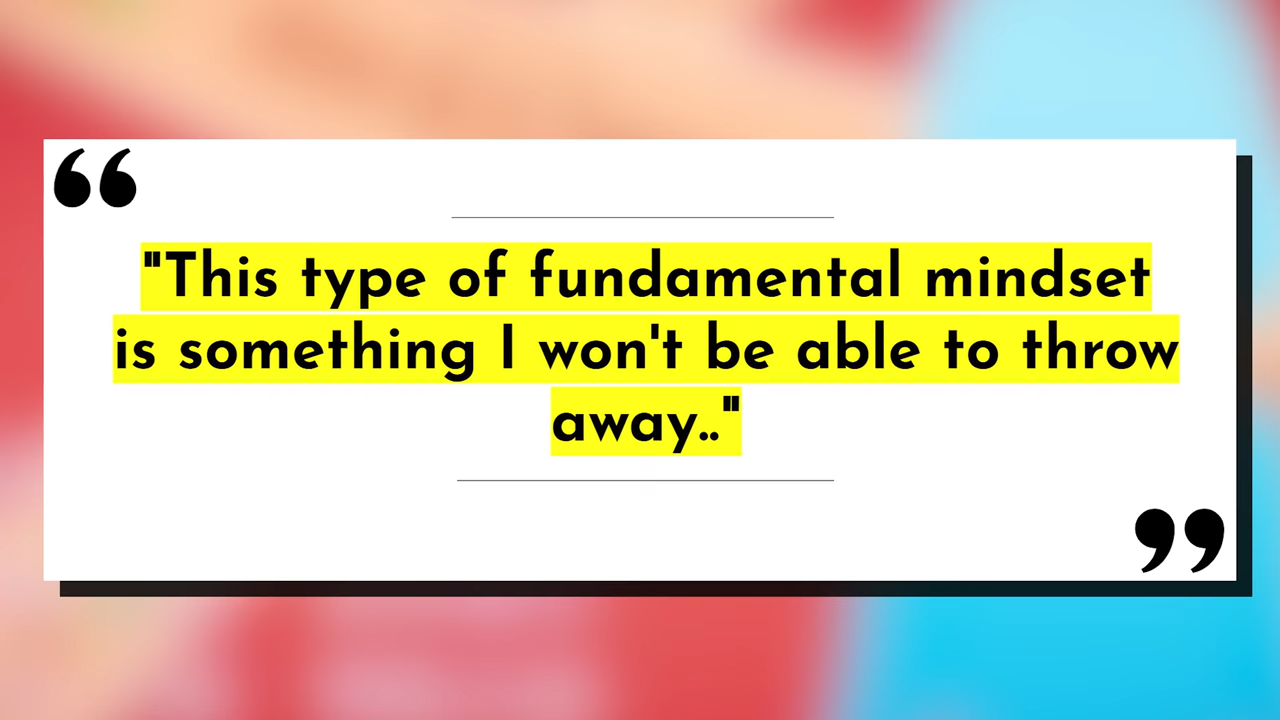 "This type of fundamental mindset
is something I won't be able to throw
away.."